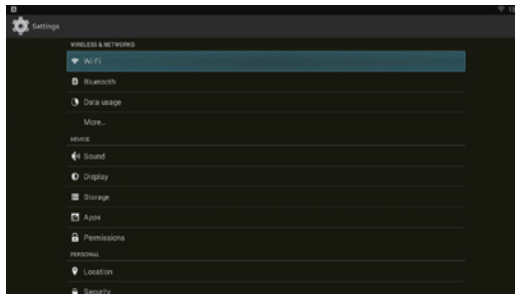 Settings
WIRELESS & NETWORKS
Wi-Fi
Bluetooth
Data usage
More...
DEVICE
Sound
Display
Storage
Apps
Permissions
PERSONAL
Location
Security